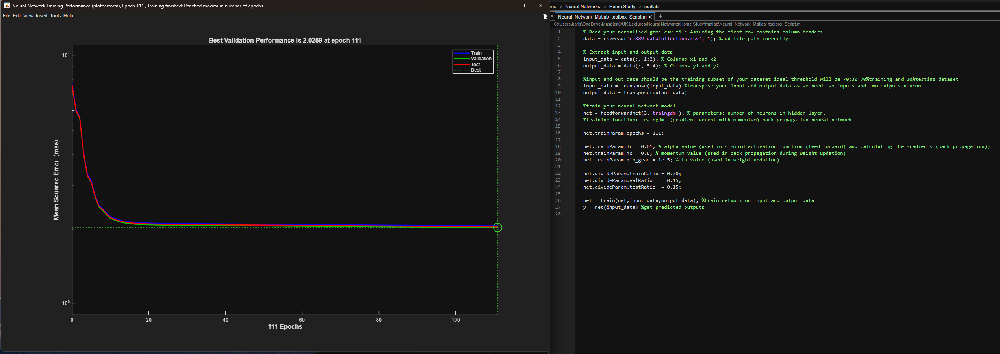 Neural Network Training Performance (plotperform), Epoch 111 , Training finished: Reached maximum number of epochs
File Edit View Insert Tools Help
Best Validation Performance is 2.0259 at epoch 111
Mean Squared Error (mse)
10^1
10^0
Train
Validation
Test
Best
0 20 40 60 80 100
111 Epochs
res > Neural Networks > Home Study > matlab
Neural_Network_Matlab_toolbox_Script.m × +
C:\Users\baris\OneDrive\Masaüstü\UK Lectures\Neural Networks\Home Study\matlab\Neural_Network_Matlab_toolbox_Script.m
1 % Read your normalised game csv file Assuming the first row contains column headers
2 data = csvread('ce889_dataCollection.csv', 1); %add file path correctly
3
4 % Extract input and output data
5 input_data = data(:, 1:2); % Columns x1 and x2
6 output_data = data(:, 3:4); % Columns y1 and y2
7
8 %input and out data should be the training subset of your dataset ideal threshold will be 70:30 70%training and 30%testing dataset
9 input_data = transpose(input_data) %transpose your input and output data as we need two inputs and two outputs neuron
10 output_data = transpose(output_data)
11
12 %train your neural network model
13 net = feedforwardnet(3,'traingdm'); % parameters: number of neurons in hidden layer,
14 %training function: traingdm  (gradient decent with momentum) back propagation neural network
15
16 net.trainParam.epochs = 111;
17
18 net.trainParam.lr = 0.01; % alpha value (used in sigmoid activation function (feed forward) and calculating the gradients (back propagation))
19 net.trainParam.mc = 0.6; % momentum value (used in back propagation during weight updation)
20 net.trainParam.min_grad = 1e-5; %eta value (used in weight updation)
21
22 net.divideParam.trainRatio = 0.70;
23 net.divideParam.valRatio   = 0.15;
24 net.divideParam.testRatio  = 0.15;
25
26 net = train(net,input_data,output_data); %train network on input and output data
27 y = net(input_data) %get predicted outputs
28